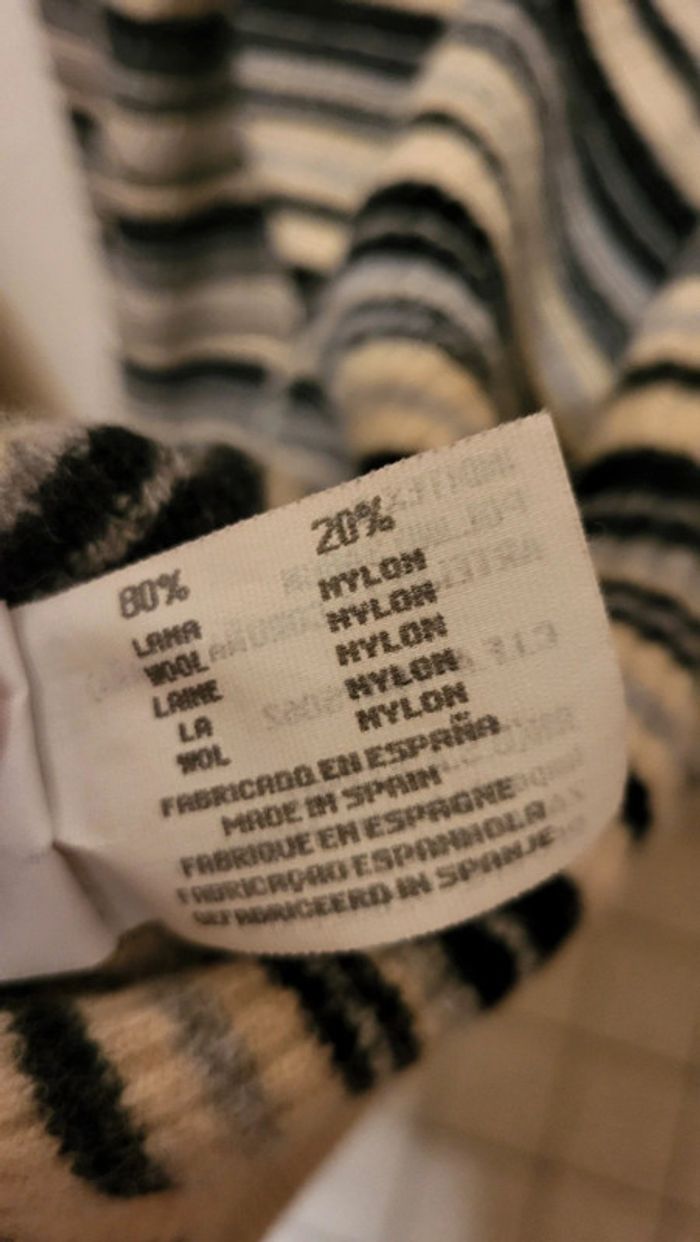 80% 20%
LANA NYLON
WOOL NYLON
LAINE NYLON
LA NYLON
WOL NYLON
FABRICADO EN ESPAÑA
MADE IN SPAIN
FABRIQUE EN ESPAGNE
FABRICAÇAO ESPANHOLA
GEFABRICEERD IN SPANJE